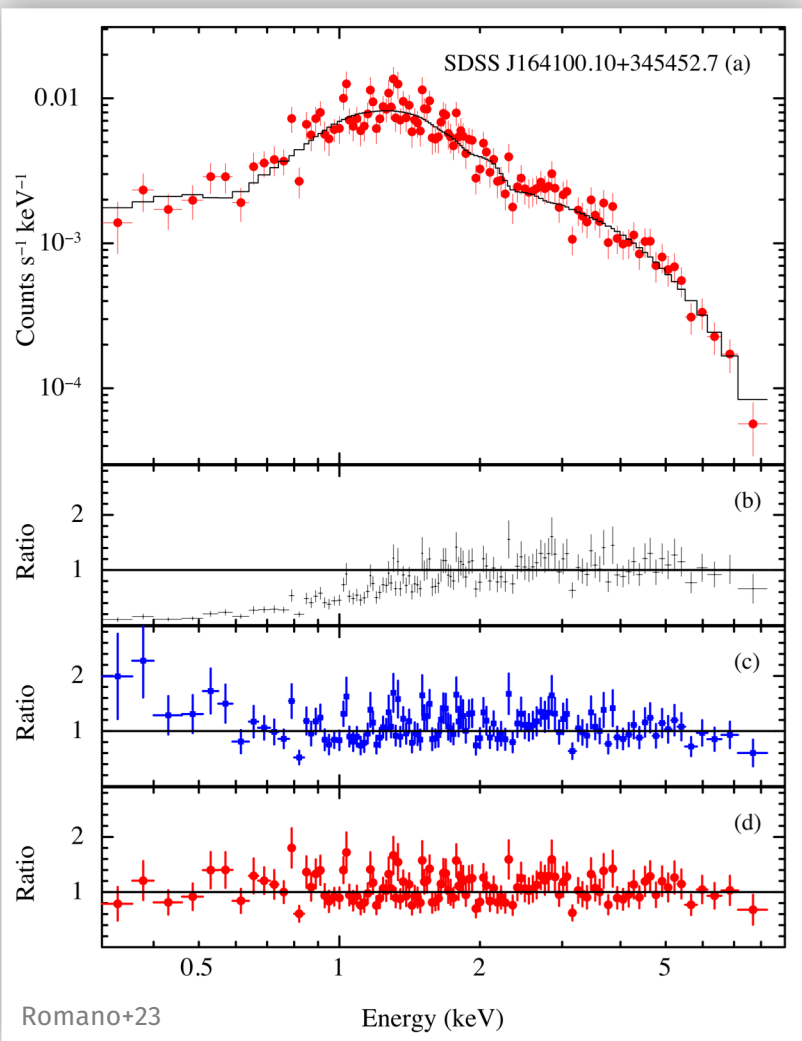 SDSS J164100.10+345452.7 (a)
0.01
10⁻³
10⁻⁴
Counts s⁻¹ keV⁻¹
(b)
2
1
Ratio
(c)
2
1
Ratio
(d)
2
1
Ratio
0.5 1 2 5
Energy (keV)
Romano+23